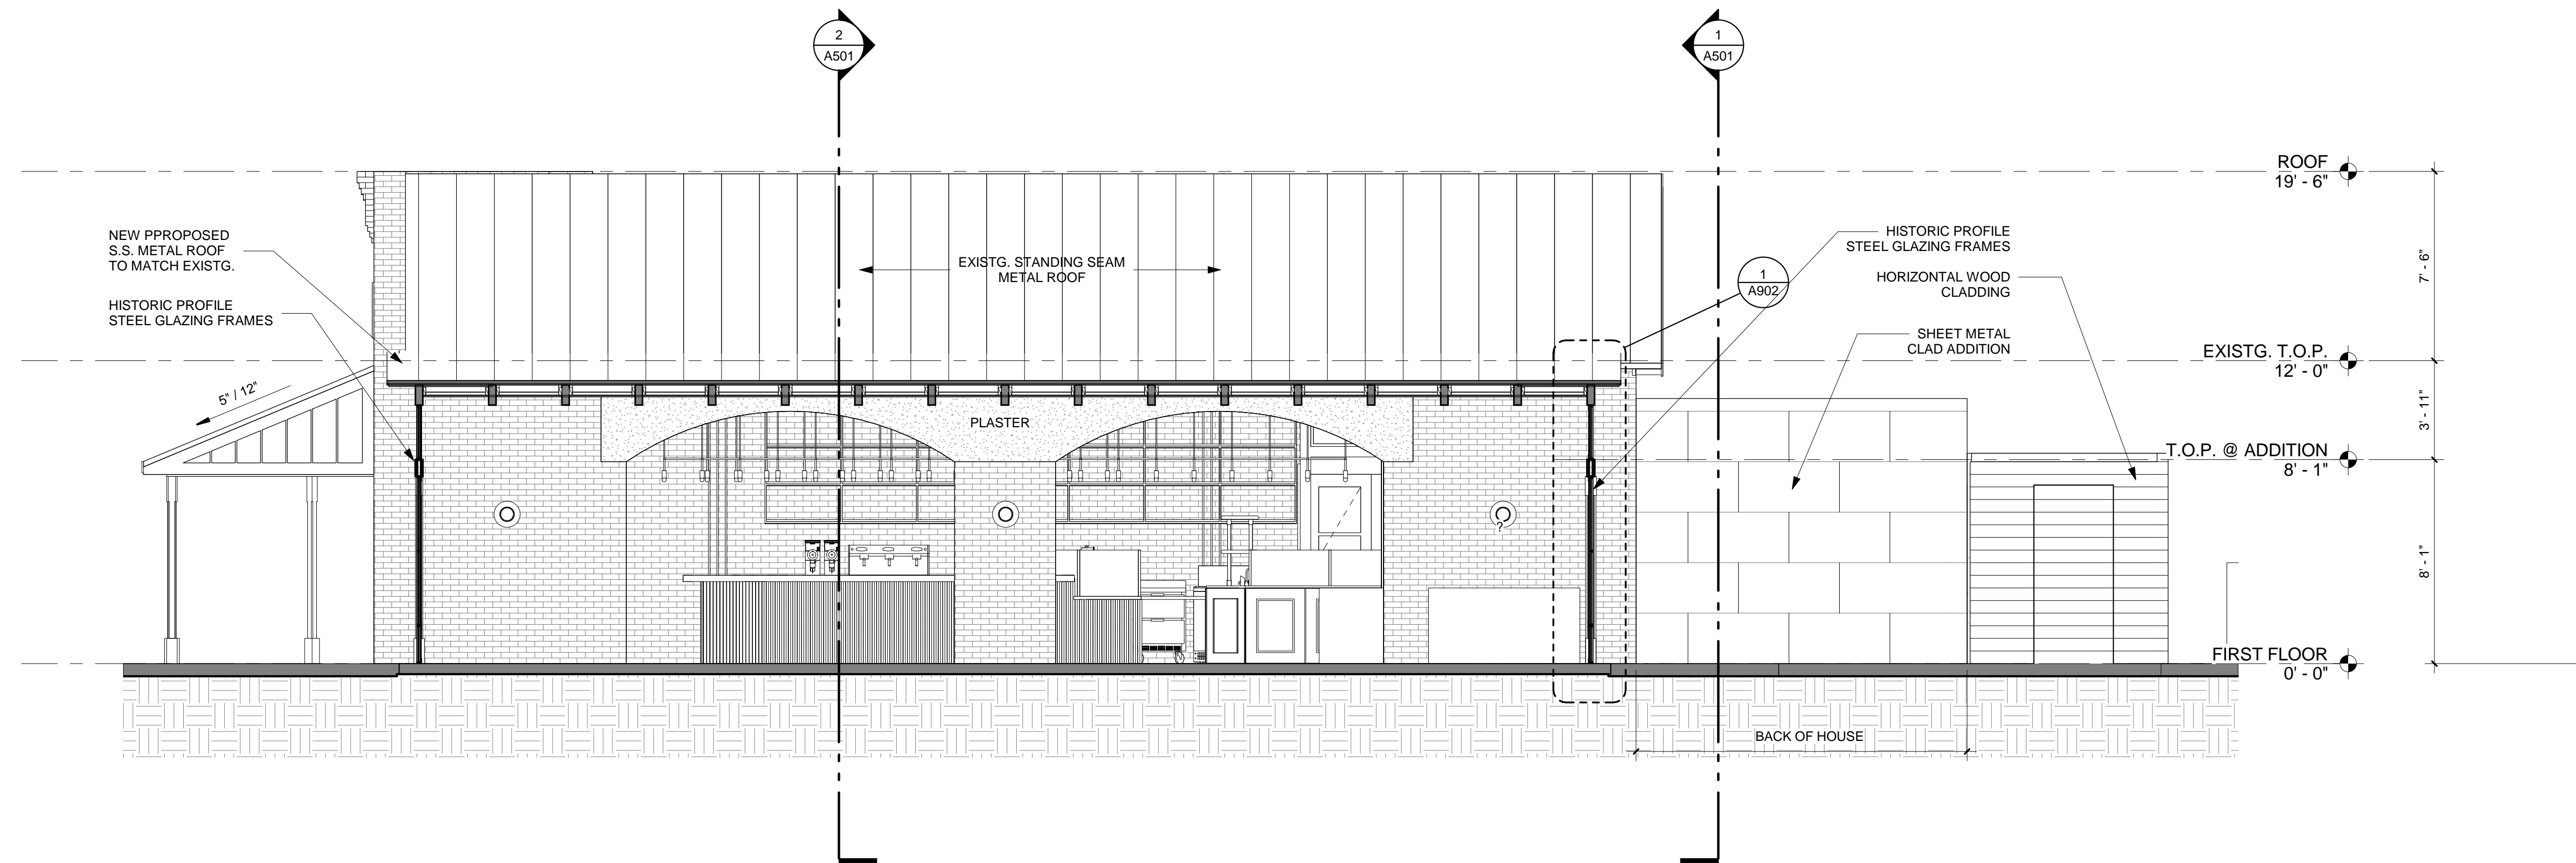 2
A501
1
A501
ROOF
19' - 6"
NEW PPROPOSED
S.S. METAL ROOF
TO MATCH EXISTG.
HISTORIC PROFILE
STEEL GLAZING FRAMES
EXISTG. STANDING SEAM
METAL ROOF
HISTORIC PROFILE
STEEL GLAZING FRAMES
1
A902
HORIZONTAL WOOD
CLADDING
SHEET METAL
CLAD ADDITION
7' - 6"
EXISTG. T.O.P.
12' - 0"
5" / 12"
PLASTER
3' - 11"
T.O.P. @ ADDITION
8' - 1"
?
8' - 1"
FIRST FLOOR
0' - 0"
BACK OF HOUSE